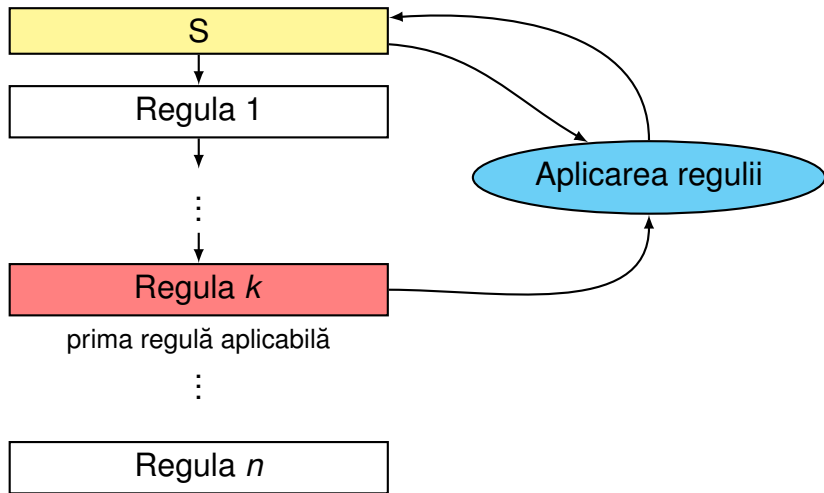 S
Regula 1
Aplicarea regulii
⋮
Regula k
prima regulă aplicabilă
⋮
Regula n